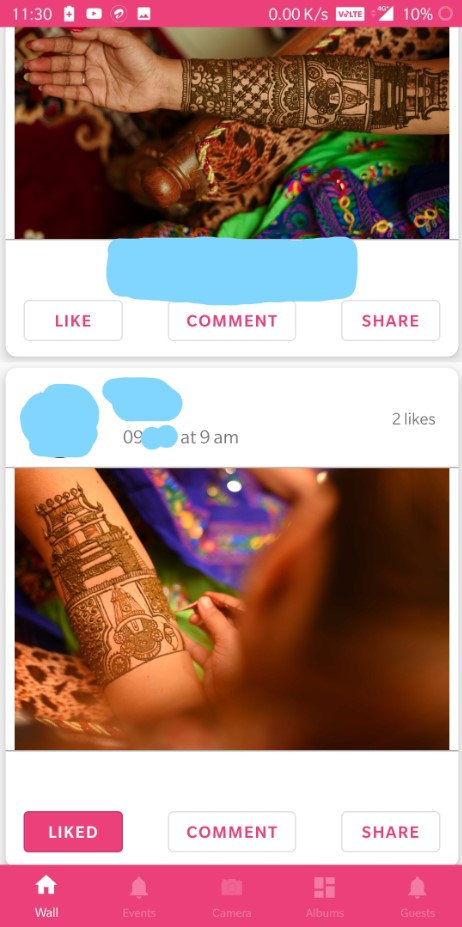 11:30 0.00 K/s VoLTE 4G+ 10%
LIKE COMMENT SHARE
2 likes
09 at 9 am
LIKED COMMENT SHARE
Wall Events Camera Albums Guests